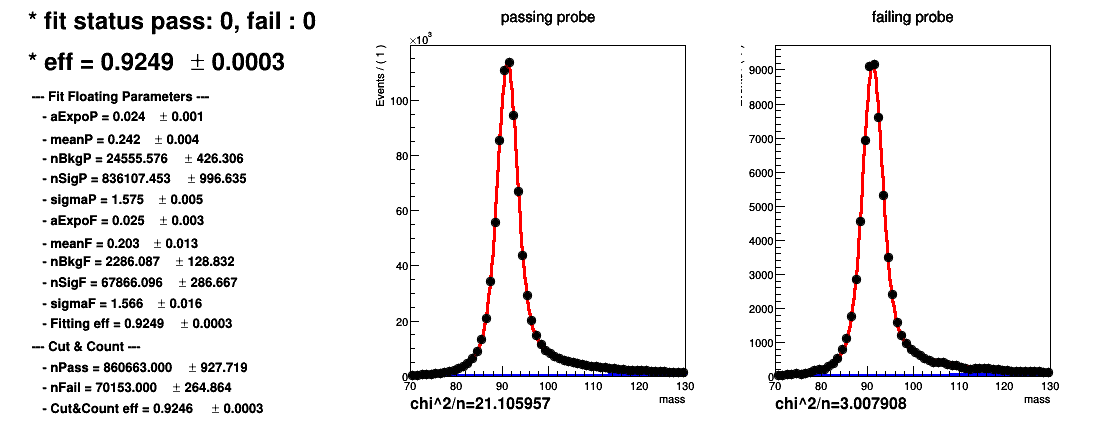 * fit status pass: 0, fail : 0
* eff = 0.9249 ± 0.0003
--- Fit Floating Parameters ---
- aExpoP = 0.024 ± 0.001
- meanP = 0.242 ± 0.004
- nBkgP = 24555.576 ± 426.306
- nSigP = 836107.453 ± 996.635
- sigmaP = 1.575 ± 0.005
- aExpoF = 0.025 ± 0.003
- meanF = 0.203 ± 0.013
- nBkgF = 2286.087 ± 128.832
- nSigF = 67866.096 ± 286.667
- sigmaF = 1.566 ± 0.016
- Fitting eff = 0.9249 ± 0.0003
--- Cut & Count ---
- nPass = 860663.000 ± 927.719
- nFail = 70153.000 ± 264.864
- Cut&Count eff = 0.9246 ± 0.0003
passing probe
×10³
Events / ( 1 )
100
80
60
40
20
0
70 80 90 100 110 120 130
mass
chi^2/n=21.105957
failing probe
9000
8000
7000
6000
5000
4000
3000
2000
1000
0
70 80 90 100 110 120 130
mass
chi^2/n=3.007908